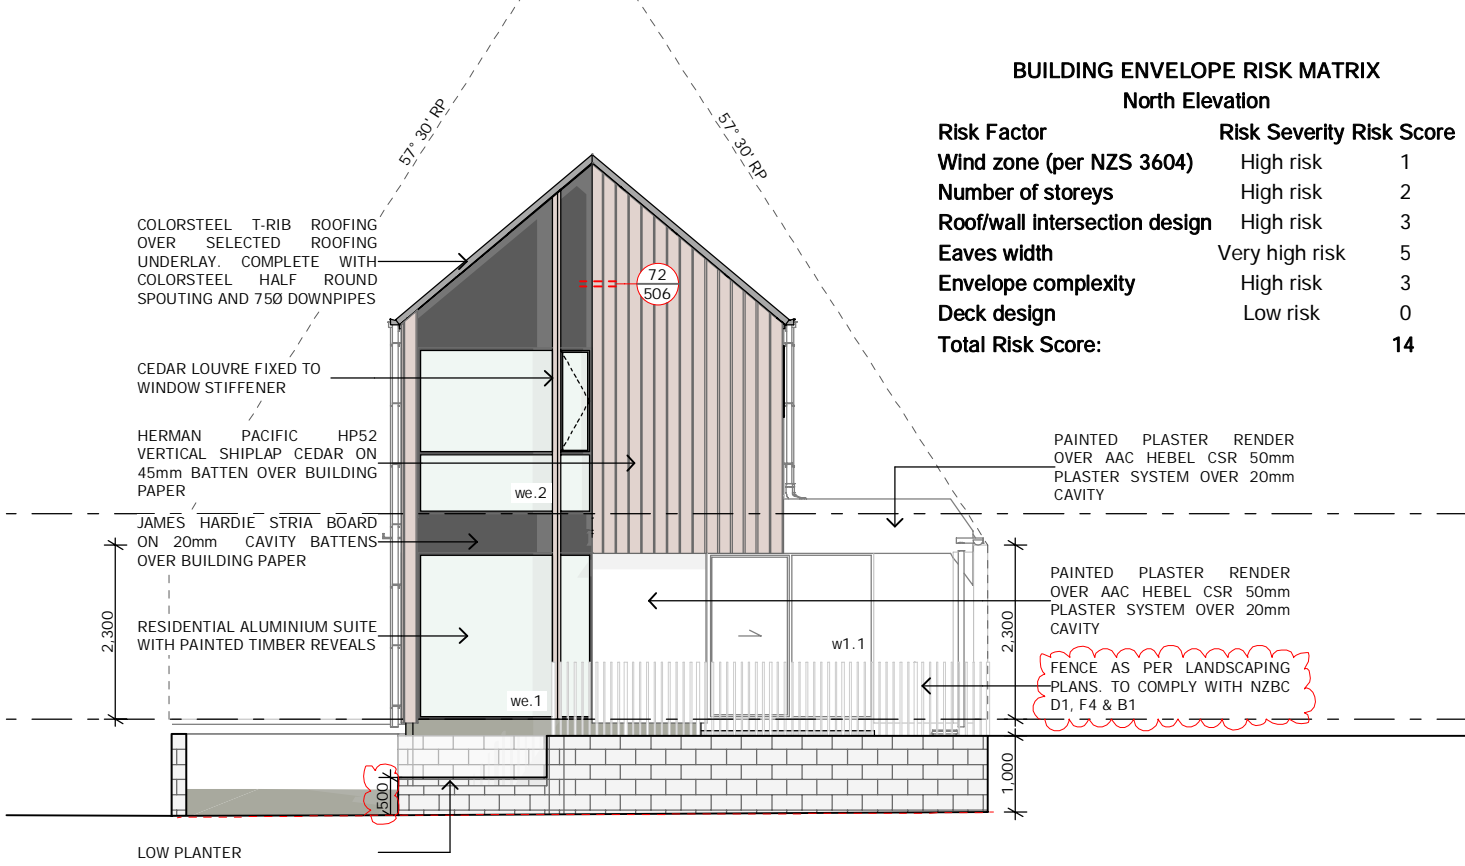 BUILDING ENVELOPE RISK MATRIX
North Elevation
Risk Factor Risk Severity Risk Score
Wind zone (per NZS 3604) High risk 1
Number of storeys High risk 2
Roof/wall intersection design High risk 3
Eaves width Very high risk 5
Envelope complexity High risk 3
Deck design Low risk 0
Total Risk Score: 14
57° 30' RP
57° 30' RP
COLORSTEEL T-RIB ROOFING
OVER SELECTED ROOFING
UNDERLAY. COMPLETE WITH
COLORSTEEL HALF ROUND
SPOUTING AND 75Ø DOWNPIPES
72
506
CEDAR LOUVRE FIXED TO
WINDOW STIFFENER
HERMAN PACIFIC HP52
VERTICAL SHIPLAP CEDAR ON
45mm BATTEN OVER BUILDING
PAPER
JAMES HARDIE STRIA BOARD
ON 20mm CAVITY BATTENS
OVER BUILDING PAPER
RESIDENTIAL ALUMINIUM SUITE
WITH PAINTED TIMBER REVEALS
we.2
we.1
w1.1
PAINTED PLASTER RENDER
OVER AAC HEBEL CSR 50mm
PLASTER SYSTEM OVER 20mm
CAVITY
PAINTED PLASTER RENDER
OVER AAC HEBEL CSR 50mm
PLASTER SYSTEM OVER 20mm
CAVITY
FENCE AS PER LANDSCAPING
PLANS. TO COMPLY WITH NZBC
D1, F4 & B1
2,300
2,300
1,000
500
LOW PLANTER